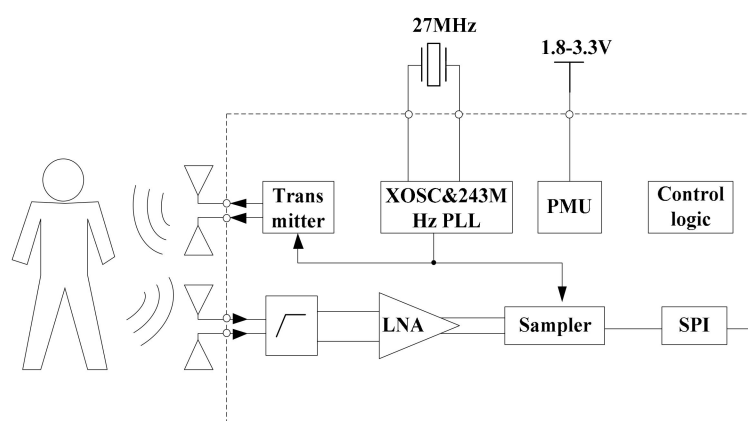 27MHz
1.8-3.3V
Trans
mitter
XOSC&243M
Hz PLL
PMU
Control
logic
LNA
Sampler
SPI